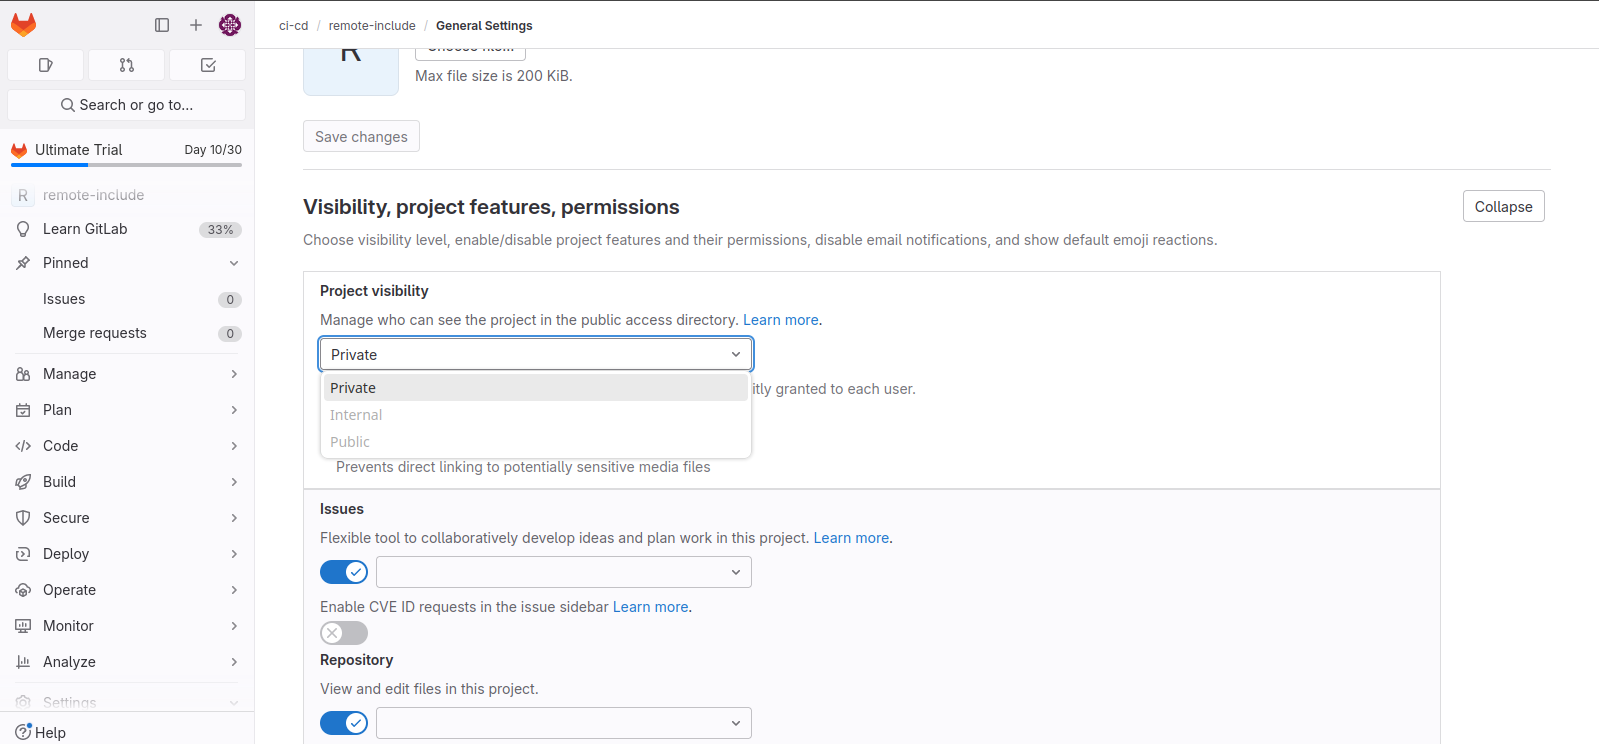 ci-cd / remote-include / General Settings
R
Choose file...
Max file size is 200 KiB.
Search or go to...
Save changes
Ultimate Trial Day 10/30
R remote-include
Learn GitLab 33%
Pinned
Issues 0
Merge requests 0
Manage
Plan
Code
Build
Secure
Deploy
Operate
Monitor
Analyze
Settings
Help
Visibility, project features, permissions
Collapse
Choose visibility level, enable/disable project features and their permissions, disable email notifications, and show default emoji reactions.
Project visibility
Manage who can see the project in the public access directory. Learn more.
Private
Private
itly granted to each user.
Internal
Public
Prevents direct linking to potentially sensitive media files
Issues
Flexible tool to collaboratively develop ideas and plan work in this project. Learn more.
Enable CVE ID requests in the issue sidebar Learn more.
Repository
View and edit files in this project.